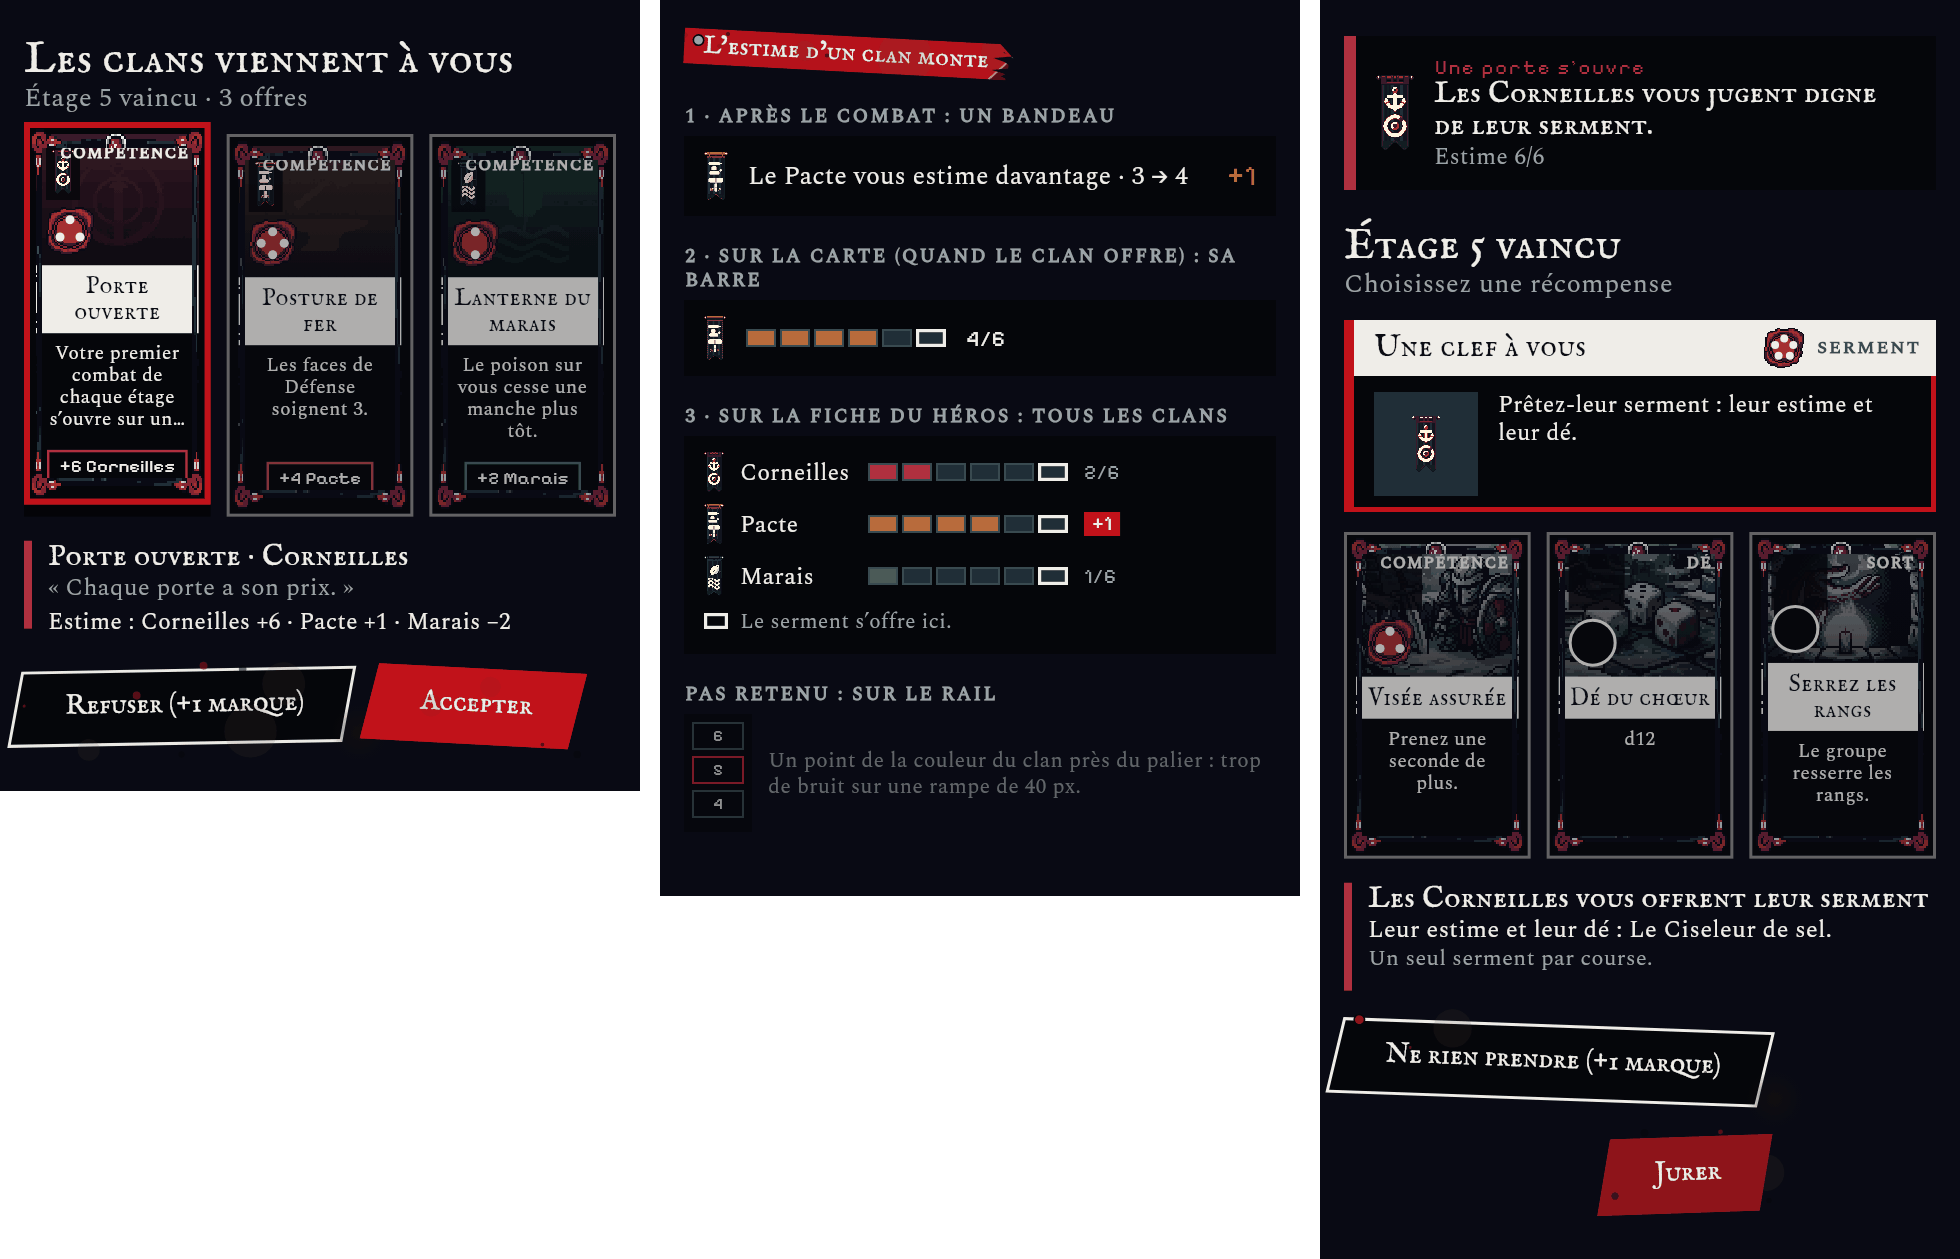 Les clans viennent à vous
Étage 5 vaincu · 3 offres
COMPÉTENCE
Porte
ouverte
Votre premier
combat de
chaque étage
s'ouvre sur un…
+6 Corneilles
COMPÉTENCE
Posture de
fer
Les faces de
Défense
soignent 3.
+4 Pacte
COMPÉTENCE
Lanterne du
marais
Le poison sur
vous cesse une
manche plus
tôt.
+2 Marais
Porte ouverte · Corneilles
« Chaque porte a son prix. »
Estime : Corneilles +6 · Pacte +1 · Marais −2
Refuser (+1 marque)
Accepter
L'estime d'un clan monte
1 · APRÈS LE COMBAT : UN BANDEAU
Le Pacte vous estime davantage · 3 → 4
+1
2 · SUR LA CARTE (QUAND LE CLAN OFFRE) : SA
BARRE
4/6
3 · SUR LA FICHE DU HÉROS : TOUS LES CLANS
Corneilles
2/6
Pacte
+1
Marais
1/6
Le serment s'offre ici.
PAS RETENU : SUR LE RAIL
6
5
4
Un point de la couleur du clan près du palier : trop
de bruit sur une rampe de 40 px.
Une porte s'ouvre
Les Corneilles vous jugent digne
de leur serment.
Estime 6/6
Étage 5 vaincu
Choisissez une récompense
Une clef à vous
SERMENT
Prêtez-leur serment : leur estime et
leur dé.
COMPÉTENCE
Visée assurée
Prenez une
seconde de
plus.
DÉ
Dé du chœur
d12
SORT
Serrez les
rangs
Le groupe
resserre les
rangs.
Les Corneilles vous offrent leur serment
Leur estime et leur dé : Le Ciseleur de sel.
Un seul serment par course.
Ne rien prendre (+1 marque)
Jurer